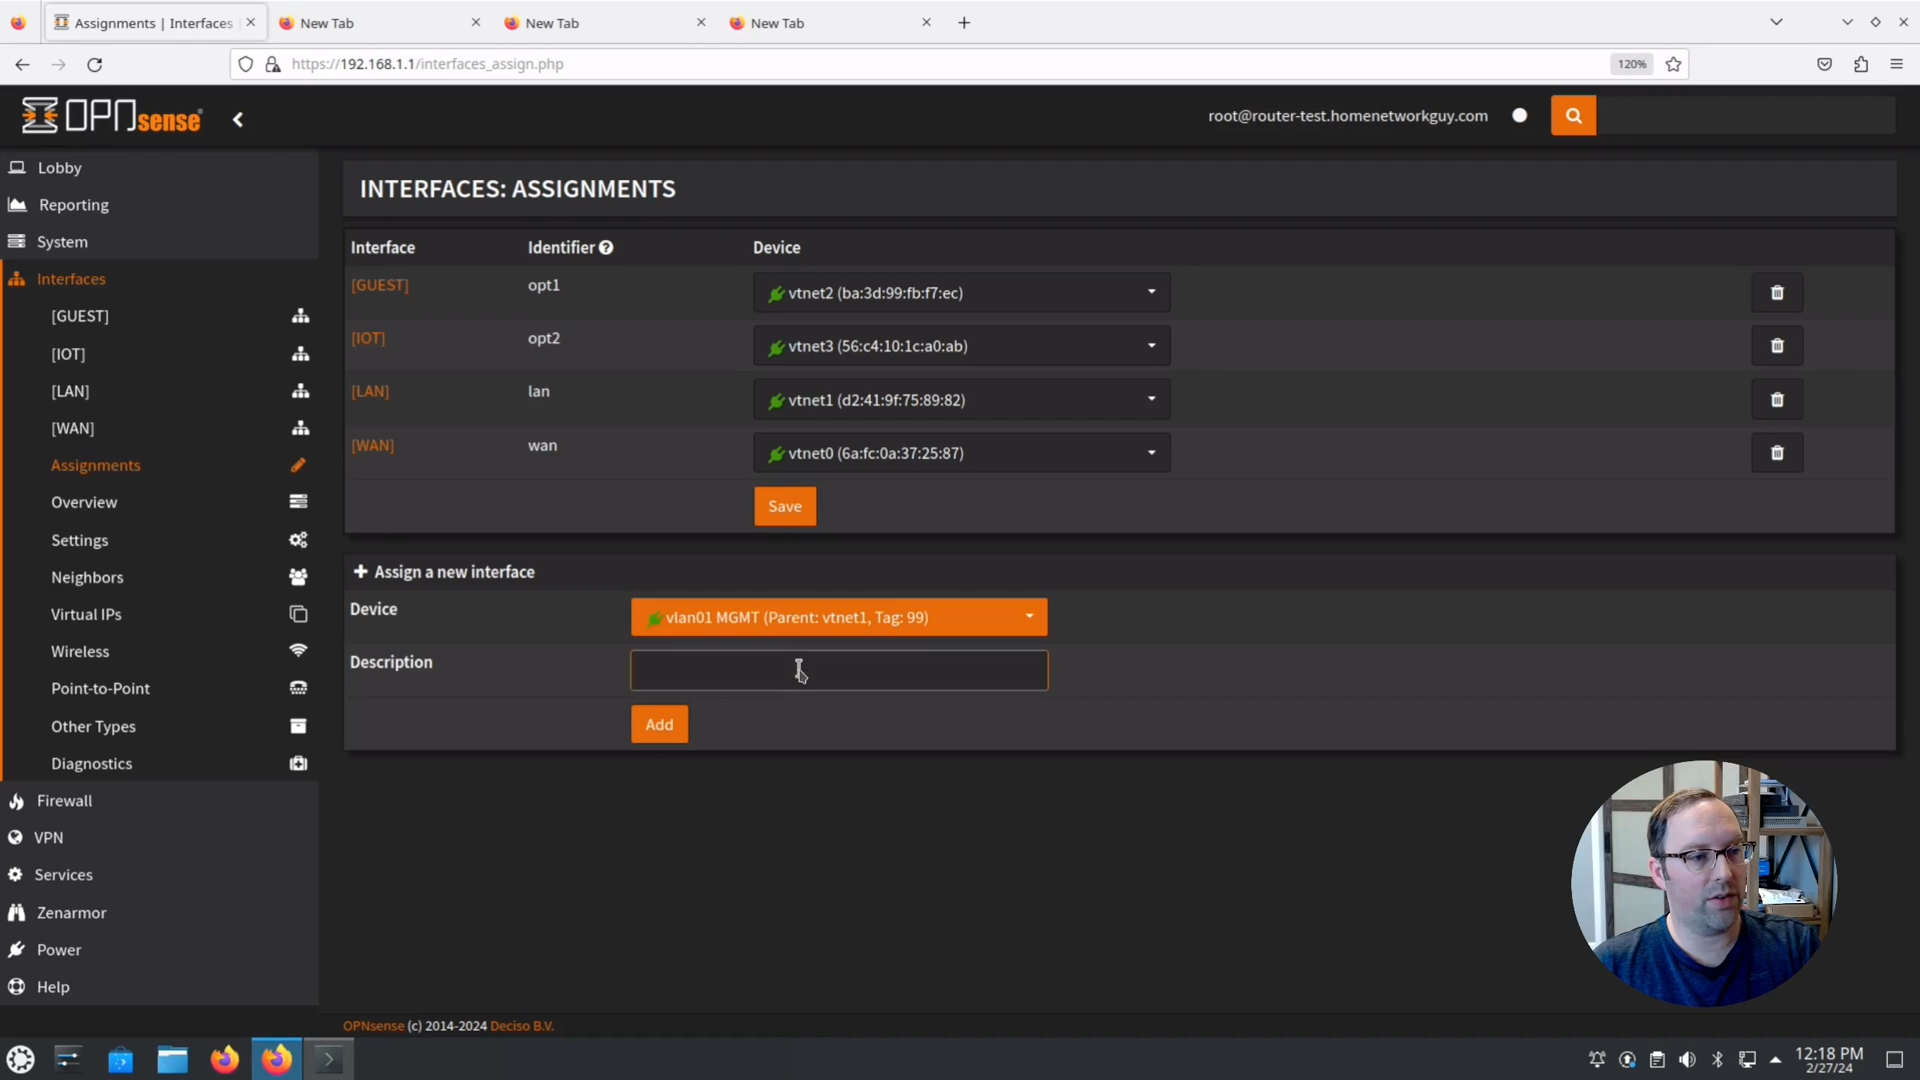 Assignments | Interfaces
New Tab
New Tab
New Tab
https://192.168.1.1/interfaces_assign.php
120%
OPNsense
root@router-test.homenetworkguy.com
Lobby
Reporting
System
Interfaces
[GUEST]
[IOT]
[LAN]
[WAN]
Assignments
Overview
Settings
Neighbors
Virtual IPs
Wireless
Point-to-Point
Other Types
Diagnostics
Firewall
VPN
Services
Zenarmor
Power
Help
INTERFACES: ASSIGNMENTS
Interface Identifier Device
[GUEST] opt1 vtnet2 (ba:3d:99:fb:f7:ec)
[IOT] opt2 vtnet3 (56:c4:10:1c:a0:ab)
[LAN] lan vtnet1 (d2:41:9f:75:89:82)
[WAN] wan vtnet0 (6a:fc:0a:37:25:87)
Save
Assign a new interface
Device vlan01 MGMT (Parent: vtnet1, Tag: 99)
Description
Add
OPNsense (c) 2014-2024 Deciso B.V.
12:18 PM
2/27/24